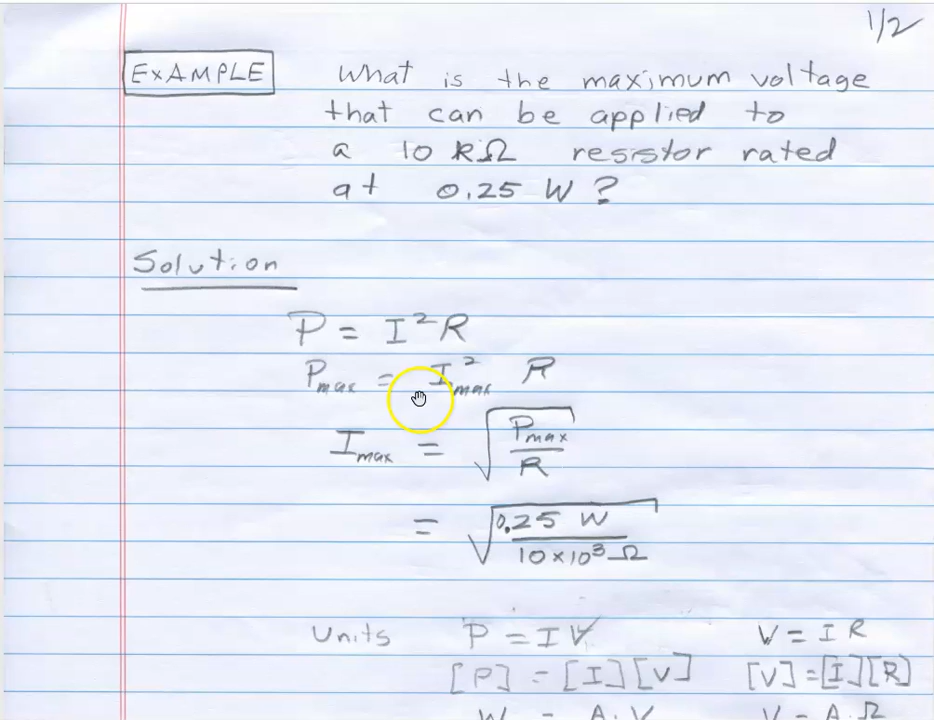 1/2
EXAMPLE What is the maximum voltage
that can be applied to
a 10 kΩ resistor rated
at 0.25 W?
Solution
P = I²R
Pmax = I²max R
Imax = √(Pmax/R)
= √(0.25 W / 10×10³ Ω)
Units P = IV V = IR
[P] = [I][V] [V] = [I][R]
W = A.V V = A.Ω